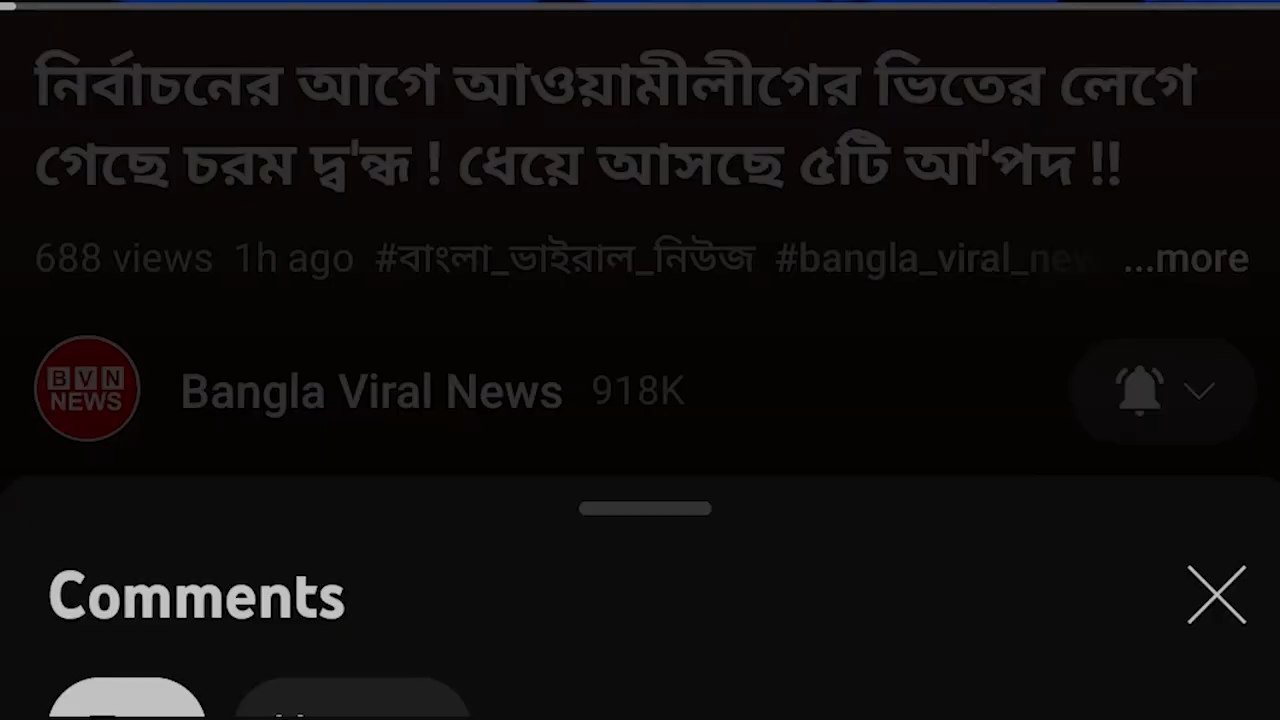 নির্বাচনের আগে আওয়ামীলীগের ভিতের লেগে
গেছে চরম দ্ব'ন্ধ ! ধেয়ে আসছে ৫টি আ'পদ !!
688 views 1h ago #বাংলা_ভাইরাল_নিউজ #bangla_viral_new ...more
BVN
NEWS
Bangla Viral News 918K
Comments